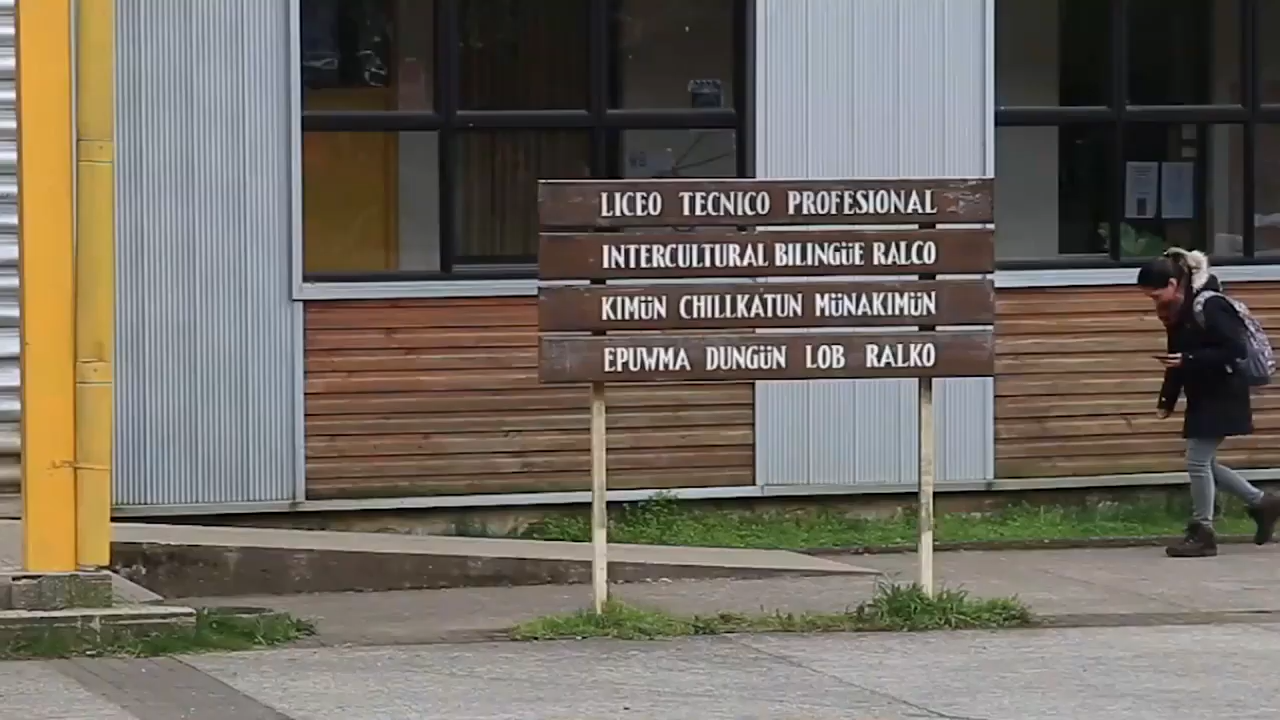 LICEO TECNICO PROFESIONAL
INTERCULTURAL BILINGÜE RALCO
KIMÜN CHILLKATUN MÜNAKIMÜN
EPUWMA DUNGÜN LOB RALKO